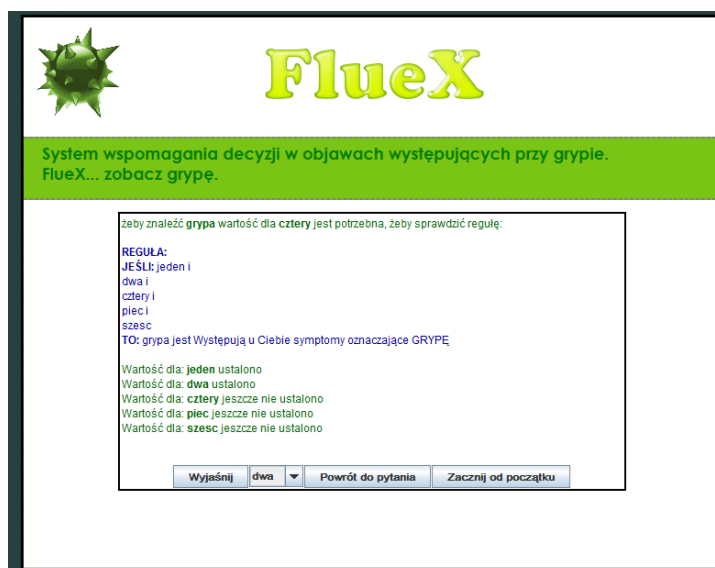 FlueX
System wspomagania decyzji w objawach występujących przy grypie.
FlueX... zobacz grypę.
żeby znaleźć grypa wartość dla cztery jest potrzebna, żeby sprawdzić regułę:
REGUŁA:
JEŚLI: jeden i
dwa i
cztery i
piec i
szesc
TO: grypa jest Występują u Ciebie symptomy oznaczające GRYPĘ
Wartość dla: jeden ustalono
Wartość dla: dwa ustalono
Wartość dla: cztery jeszcze nie ustalono
Wartość dla: piec jeszcze nie ustalono
Wartość dla: szesc jeszcze nie ustalono
Wyjaśnij dwa Powrót do pytania Zacznij od początku